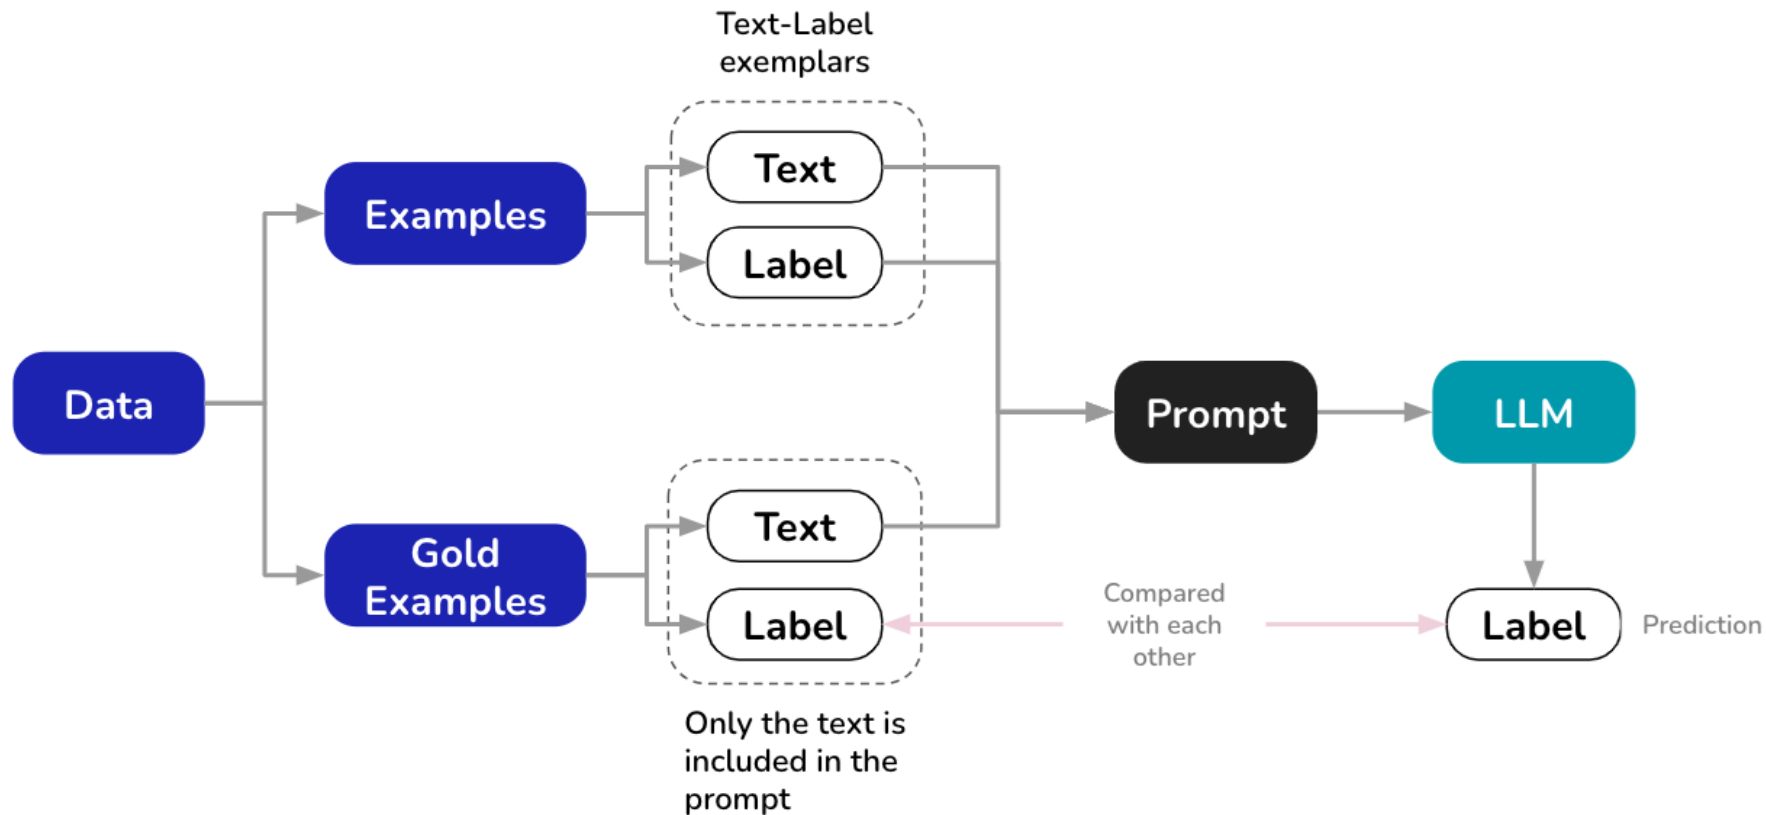 Text-Label
exemplars
Text
Examples
Label
Data
Prompt
LLM
Gold
Examples
Text
Label
Compared
with each
other
Label
Prediction
Only the text is
included in the
prompt